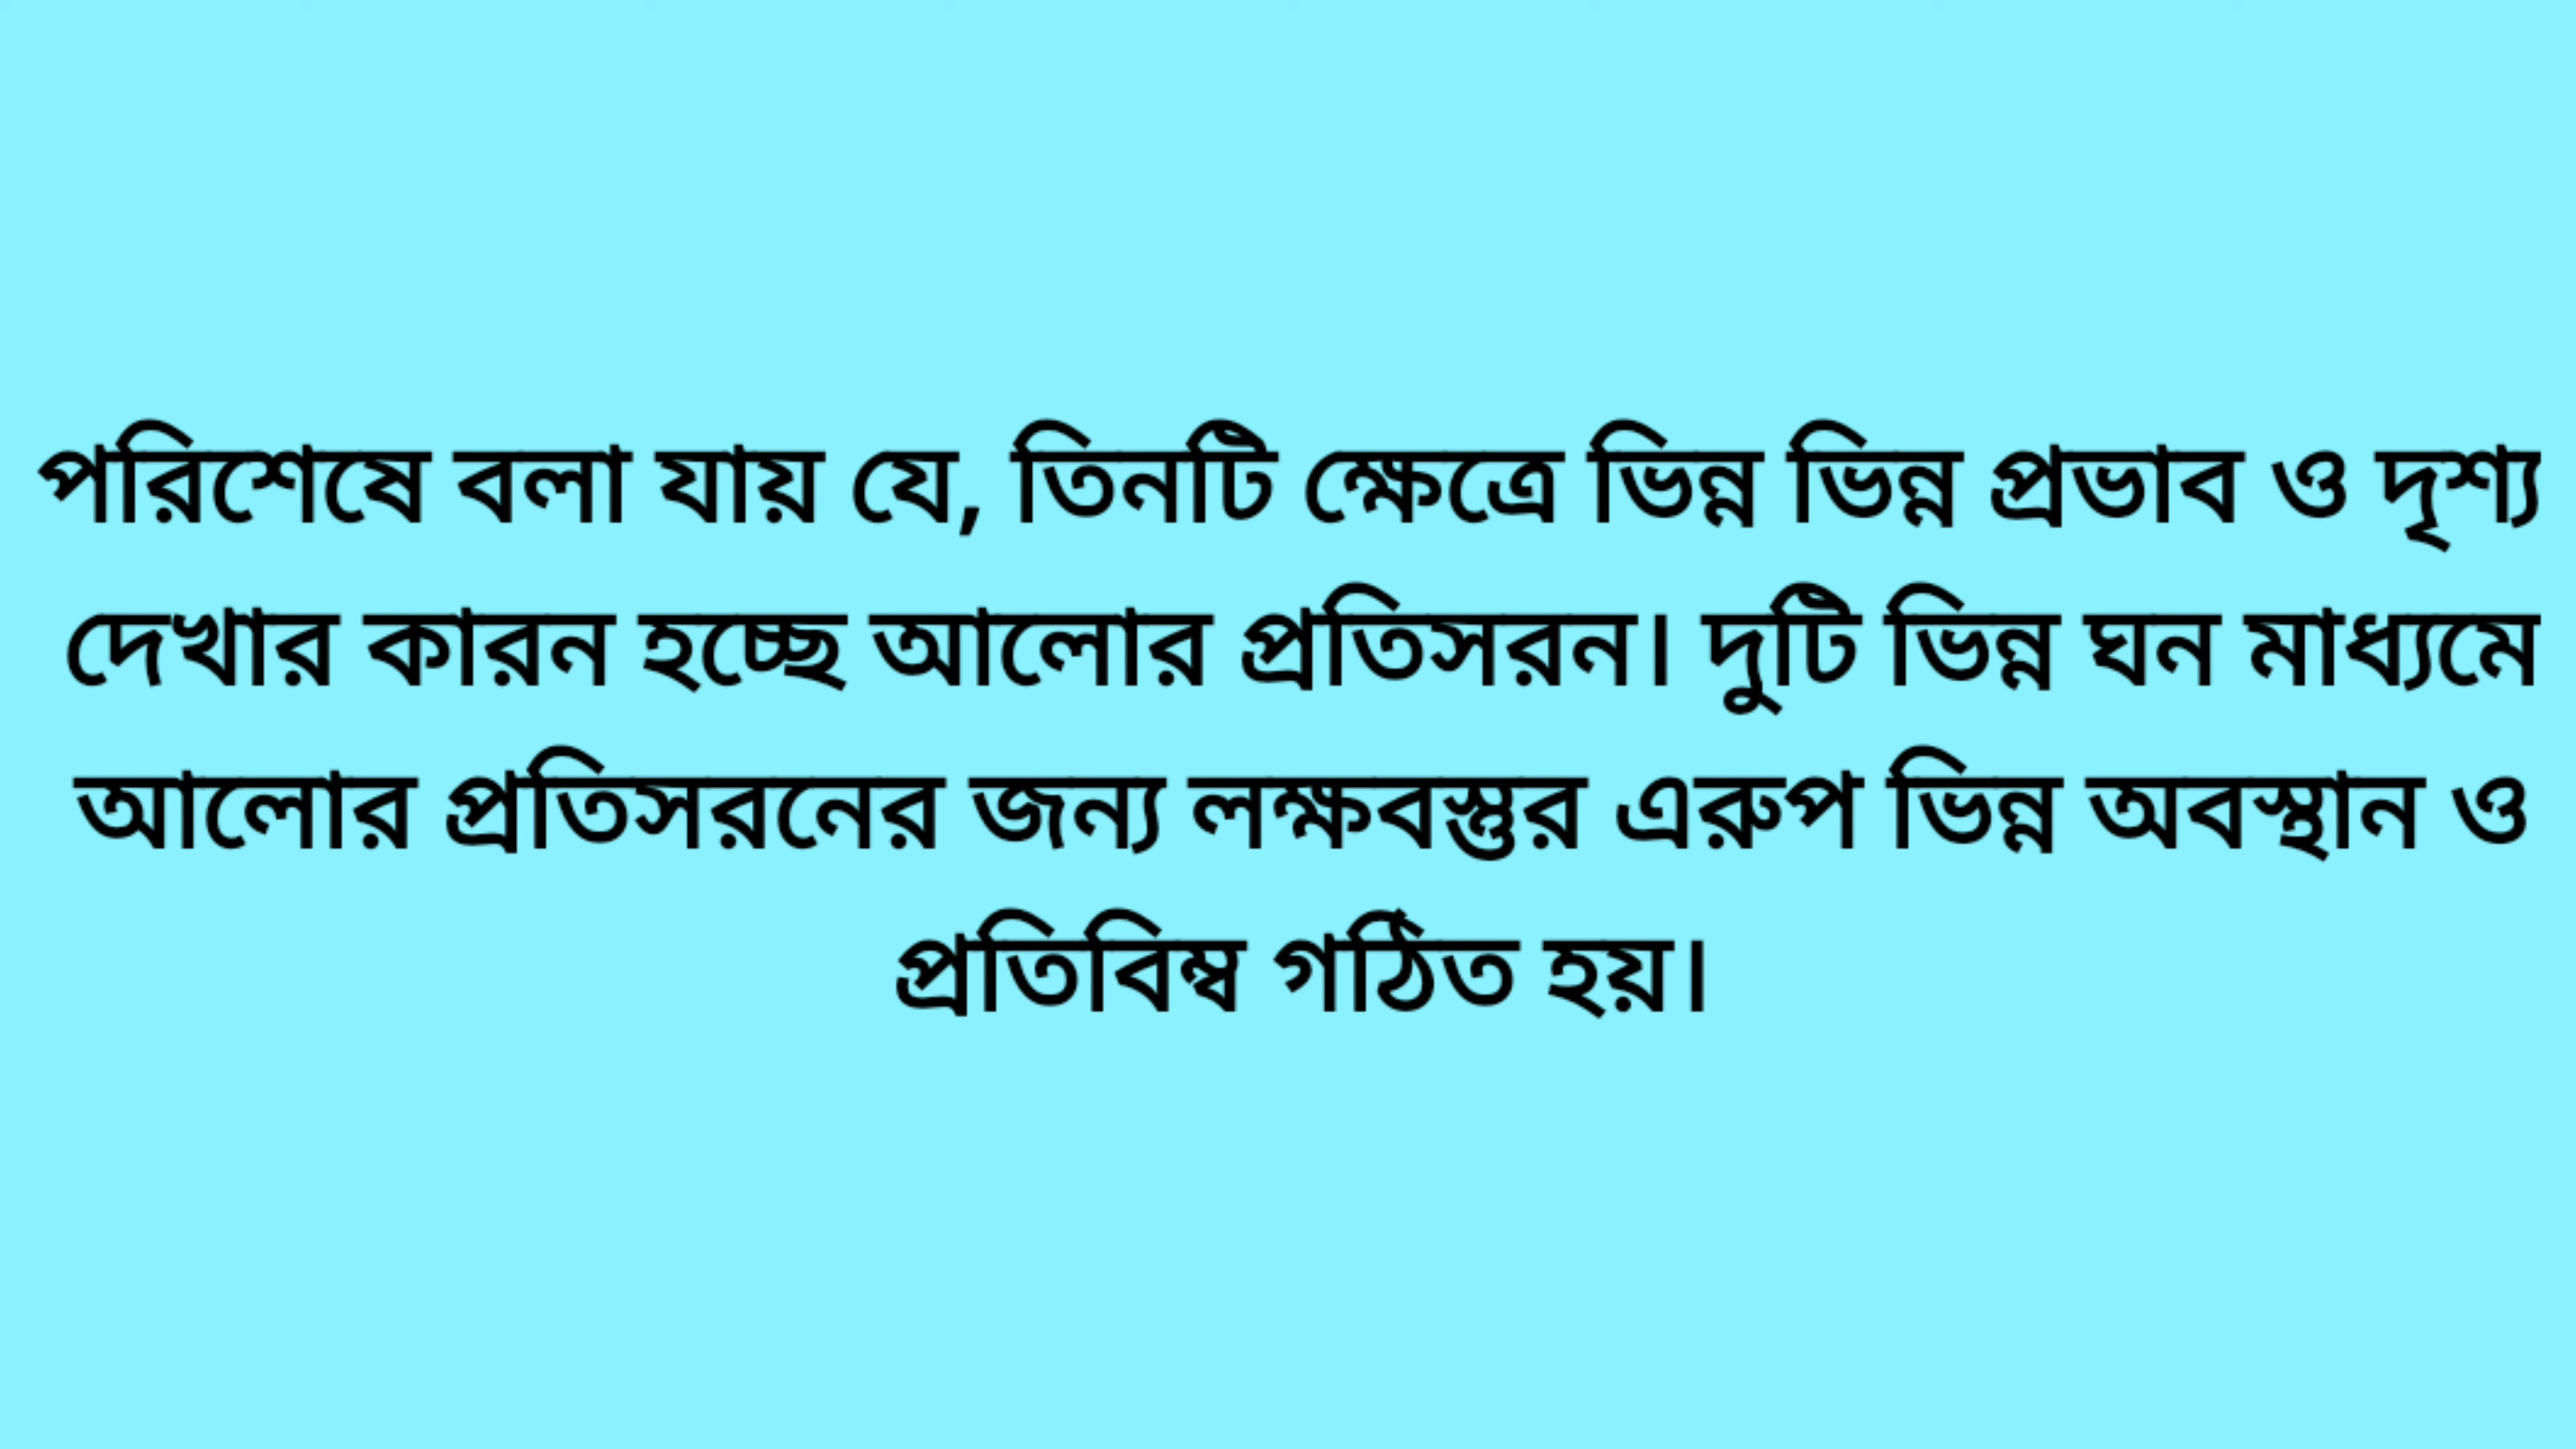 পরিশেষে বলা যায় যে, তিনটি ক্ষেত্রে ভিন্ন ভিন্ন প্রভাব ও দৃশ্য
দেখার কারন হচ্ছে আলোর প্রতিসরন। দুটি ভিন্ন ঘন মাধ্যমে
আলোর প্রতিসরনের জন্য লক্ষবস্তুর এরুপ ভিন্ন অবস্থান ও
প্রতিবিম্ব গঠিত হয়।